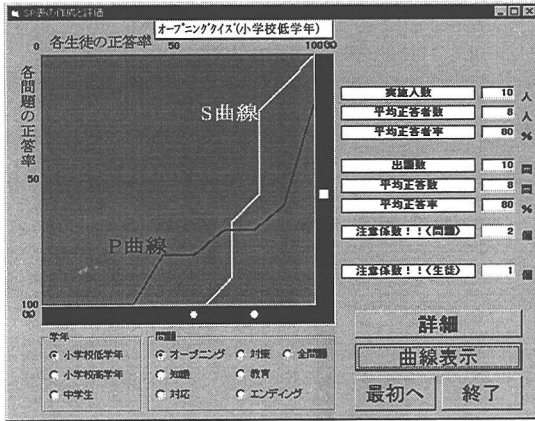 SP表の作成と評価
オープニングクイズ(小学校低学年)
0 各生徒の正答率 50 100(%)
各問題の正答率
S曲線
50
P曲線
100
(%)
実施人数 10 人
平均正答者数 8 人
平均正答者率 80 %
出題数 10 問
平均正答数 8 問
平均正答率 80 %
注意係数!!(問題) 2 個
注意係数!!(生徒) 1 個
学年
小学校低学年
小学校高学年
中学生
問題
オープニング 対策 全問題
知識 教育
対応 エンディング
詳細
曲線表示
最初へ 終了